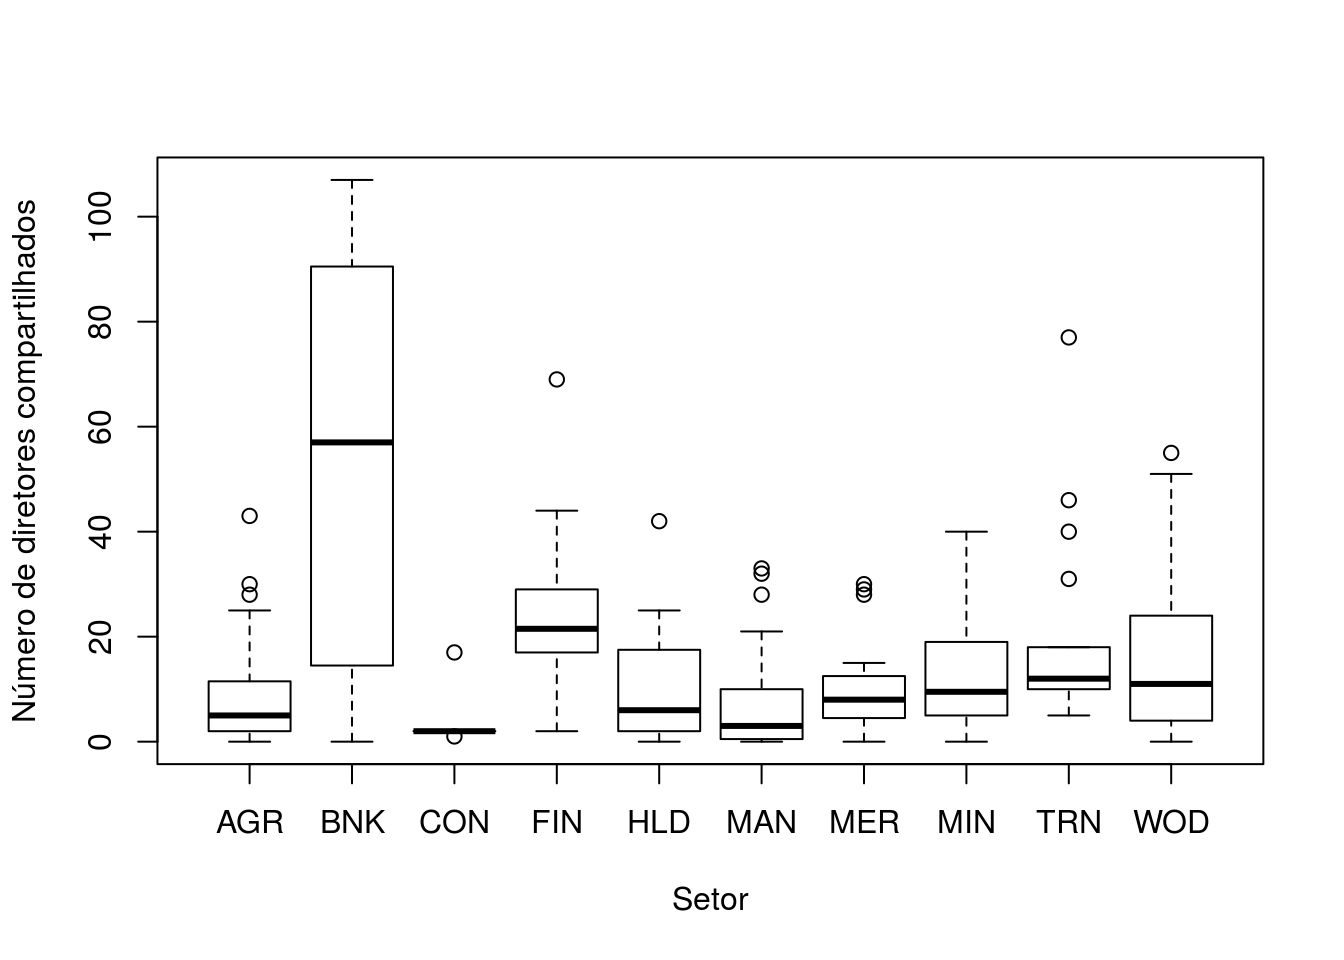 Número de diretores compartilhados
100
80
60
40
20
0
AGR BNK CON FIN HLD MAN MER MIN TRN WOD
Setor